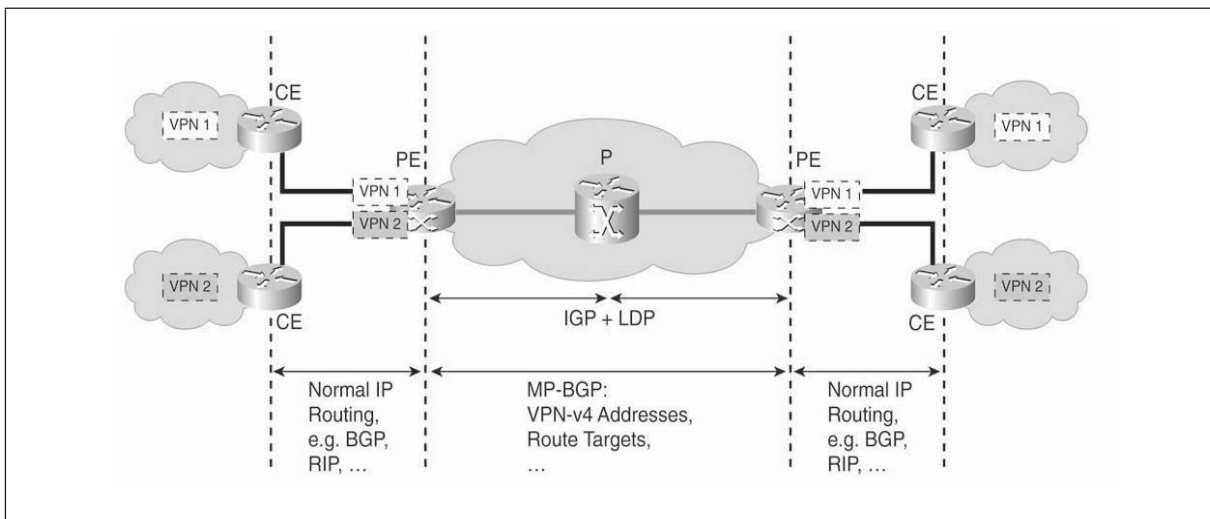 CE
CE
VPN 1
VPN 1
PE
P
PE
VPN 1
VPN 1
VPN 2
VPN 2
VPN 2
VPN 2
CE
IGP + LDP
CE
Normal IP
Routing,
e.g. BGP,
RIP, …
MP-BGP:
VPN-v4 Addresses,
Route Targets,
…
Normal IP
Routing,
e.g. BGP,
RIP, …